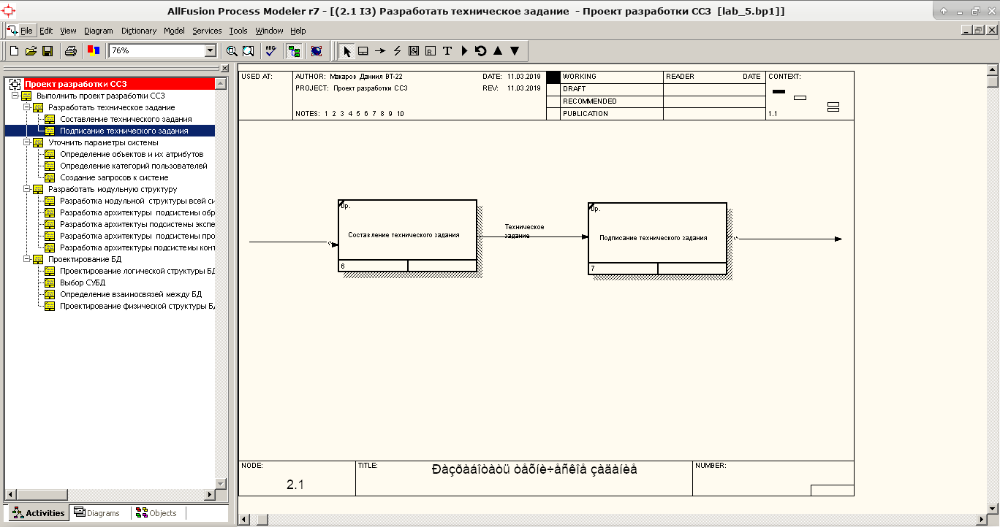 AllFusion Process Modeler r7 - [(2.1 I3) Разработать техническое задание - Проект разработки ССЗ [lab_5.bp1]]
File Edit View Diagram Dictionary Model Services Tools Window Help
76%
Проект разработки ССЗ
Выполнить проект разработки ССЗ
Разработать техническое задание
Составление технического задания
Подписание технического задания
Уточнить параметры системы
Определение объектов и их атрибутов
Определение категорий пользователей
Создание запросов к системе
Разработать модульную структуру
Разработка модульной структуры всей си
Разработка архитектуры подсистемы обр
Разработка архитектуы подсистемы экспе
Разработка архитектуры подсистемы про
Разработка архитектуры подсистемы конт
Проектирование БД
Проектирование логической структуры БД
Выбор СУБД
Определение взаимосвязей между БД
Проектирование физической структуры БД
Activities Diagrams Objects
USED AT: AUTHOR: Макаров Даниил ВТ-22 DATE: 11.03.2019 WORKING READER DATE CONTEXT:
PROJECT: Проект разработки ССЗ REV: 11.03.2019 DRAFT
RECOMMENDED
NOTES: 1 2 3 4 5 6 7 8 9 10 PUBLICATION 1.1
0р.
Составление технического задания
6
Техническое
задание
0р.
Подписание технического задания
7
NODE: TITLE: NUMBER:
2.1 Ðàçðàáîòàòü òåõíè÷åñêîå çàäàíèå